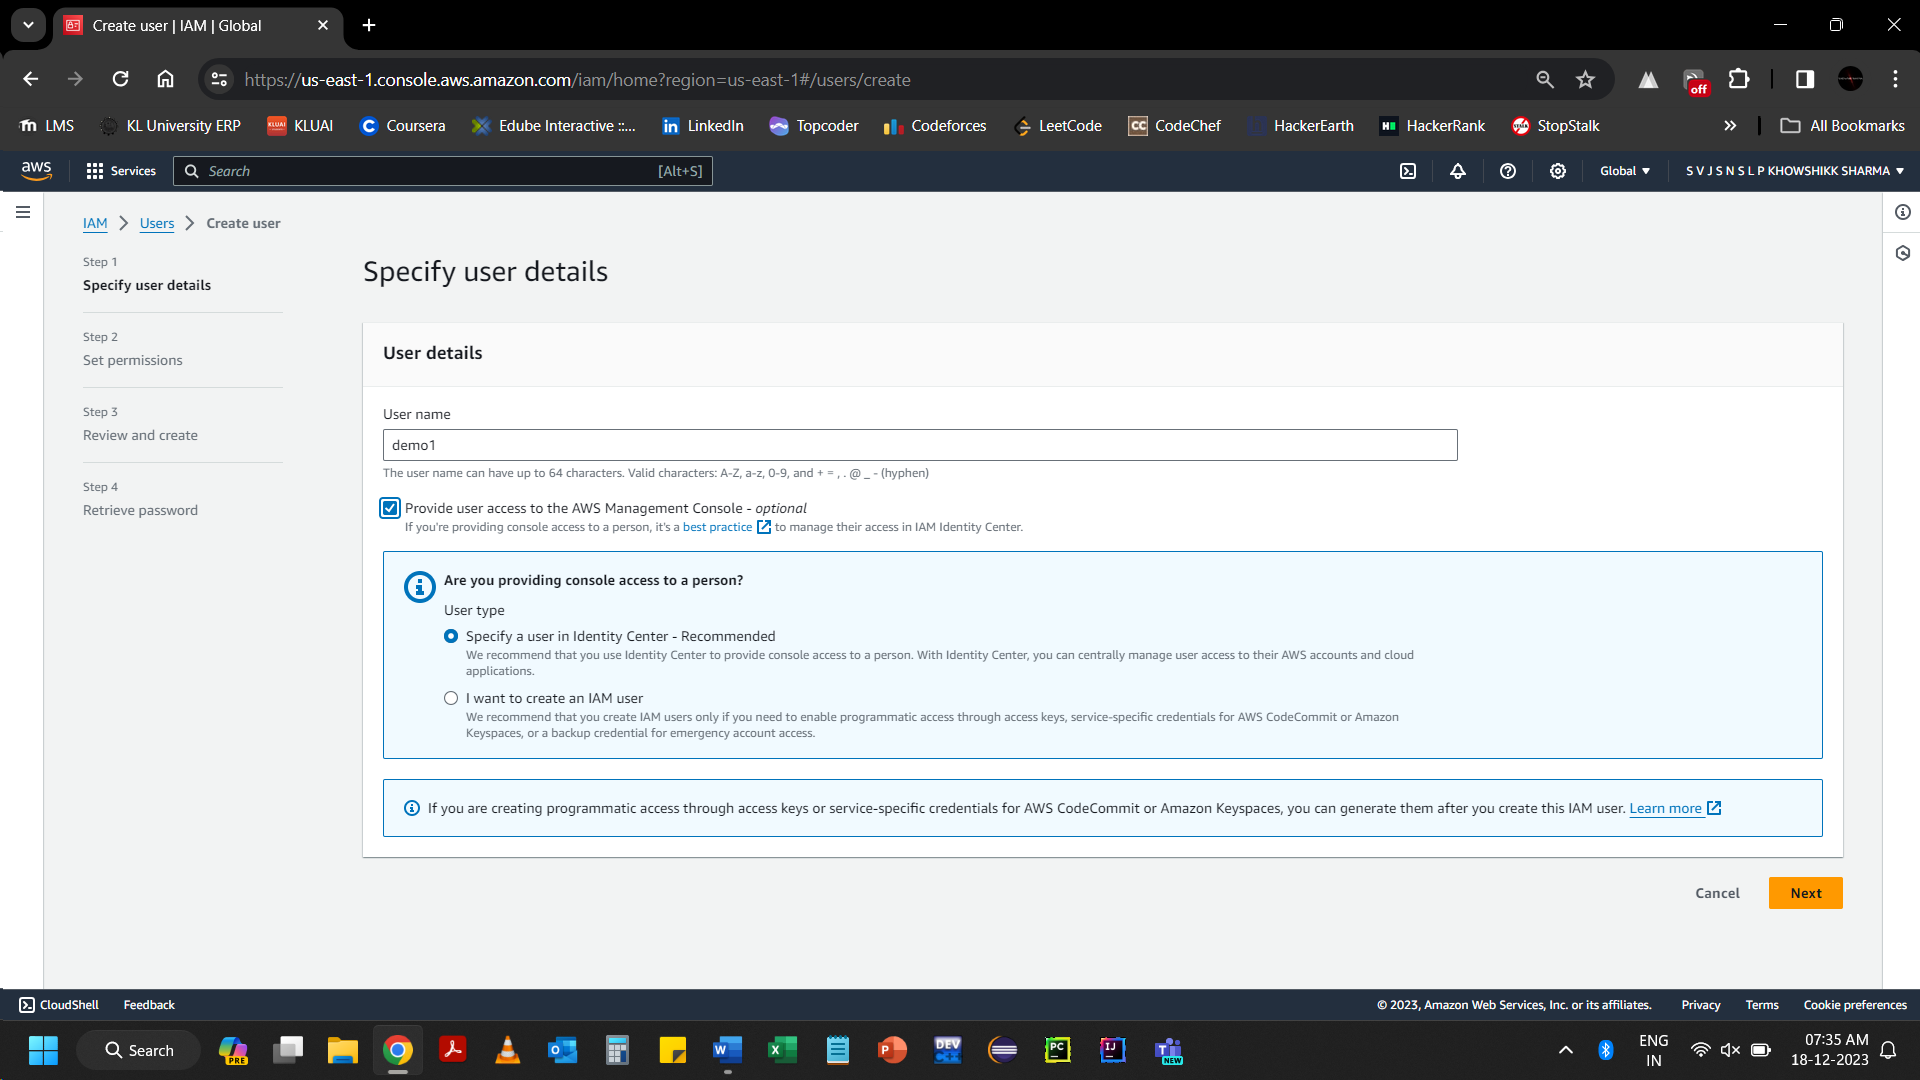 Create user | IAM | Global
https://us-east-1.console.aws.amazon.com/iam/home?region=us-east-1#/users/create
off
LMS
KL University ERP
KLUAI
KLUAI
Coursera
Edube Interactive ::...
in LinkedIn
Topcoder
Codeforces
LeetCode
CC CodeChef
HackerEarth
HackerRank
StopStalk
All Bookmarks
aws
Services
Search
[Alt+S]
Global
S V J S N S L P KHOWSHIKK SHARMA
IAM
Users
Create user
Step 1
Specify user details
Step 2
Set permissions
Step 3
Review and create
Step 4
Retrieve password
Specify user details
User details
User name
demo1
The user name can have up to 64 characters. Valid characters: A-Z, a-z, 0-9, and + = , . @ _ - (hyphen)
Provide user access to the AWS Management Console - optional
If you're providing console access to a person, it's a best practice to manage their access in IAM Identity Center.
Are you providing console access to a person?
User type
Specify a user in Identity Center - Recommended
We recommend that you use Identity Center to provide console access to a person. With Identity Center, you can centrally manage user access to their AWS accounts and cloud
applications.
I want to create an IAM user
We recommend that you create IAM users only if you need to enable programmatic access through access keys, service-specific credentials for AWS CodeCommit or Amazon
Keyspaces, or a backup credential for emergency account access.
If you are creating programmatic access through access keys or service-specific credentials for AWS CodeCommit or Amazon Keyspaces, you can generate them after you create this IAM user. Learn more
Cancel
Next
CloudShell
Feedback
© 2023, Amazon Web Services, Inc. or its affiliates.
Privacy
Terms
Cookie preferences
Search
PRE
DEV
PC
IJ
NEW
ENG
IN
07:35 AM
18-12-2023